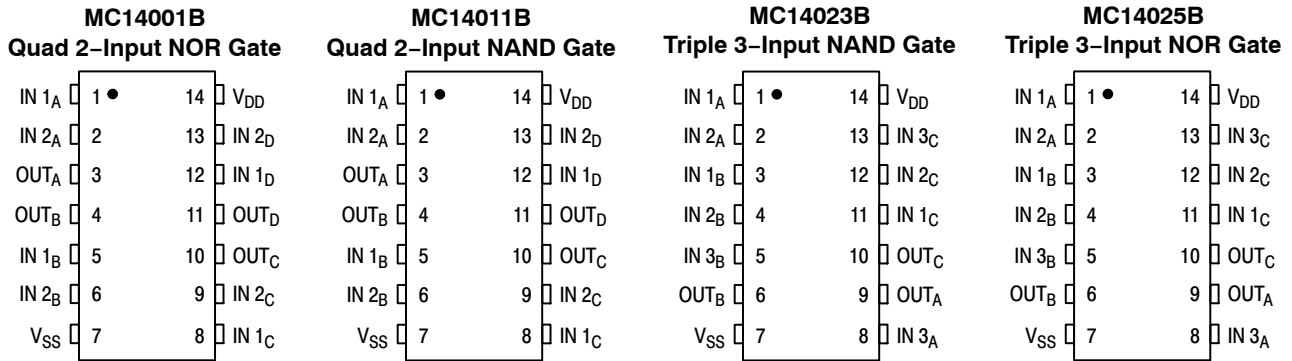 MC14001B
Quad 2−Input NOR Gate
IN 1A 1 14 VDD
IN 2A 2 13 IN 2D
OUTA 3 12 IN 1D
OUTB 4 11 OUTD
IN 1B 5 10 OUTC
IN 2B 6 9 IN 2C
VSS 7 8 IN 1C
MC14011B
Quad 2−Input NAND Gate
IN 1A 1 14 VDD
IN 2A 2 13 IN 2D
OUTA 3 12 IN 1D
OUTB 4 11 OUTD
IN 1B 5 10 OUTC
IN 2B 6 9 IN 2C
VSS 7 8 IN 1C
MC14023B
Triple 3−Input NAND Gate
IN 1A 1 14 VDD
IN 2A 2 13 IN 3C
IN 1B 3 12 IN 2C
IN 2B 4 11 IN 1C
IN 3B 5 10 OUTC
OUTB 6 9 OUTA
VSS 7 8 IN 3A
MC14025B
Triple 3−Input NOR Gate
IN 1A 1 14 VDD
IN 2A 2 13 IN 3C
IN 1B 3 12 IN 2C
IN 2B 4 11 IN 1C
IN 3B 5 10 OUTC
OUTB 6 9 OUTA
VSS 7 8 IN 3A